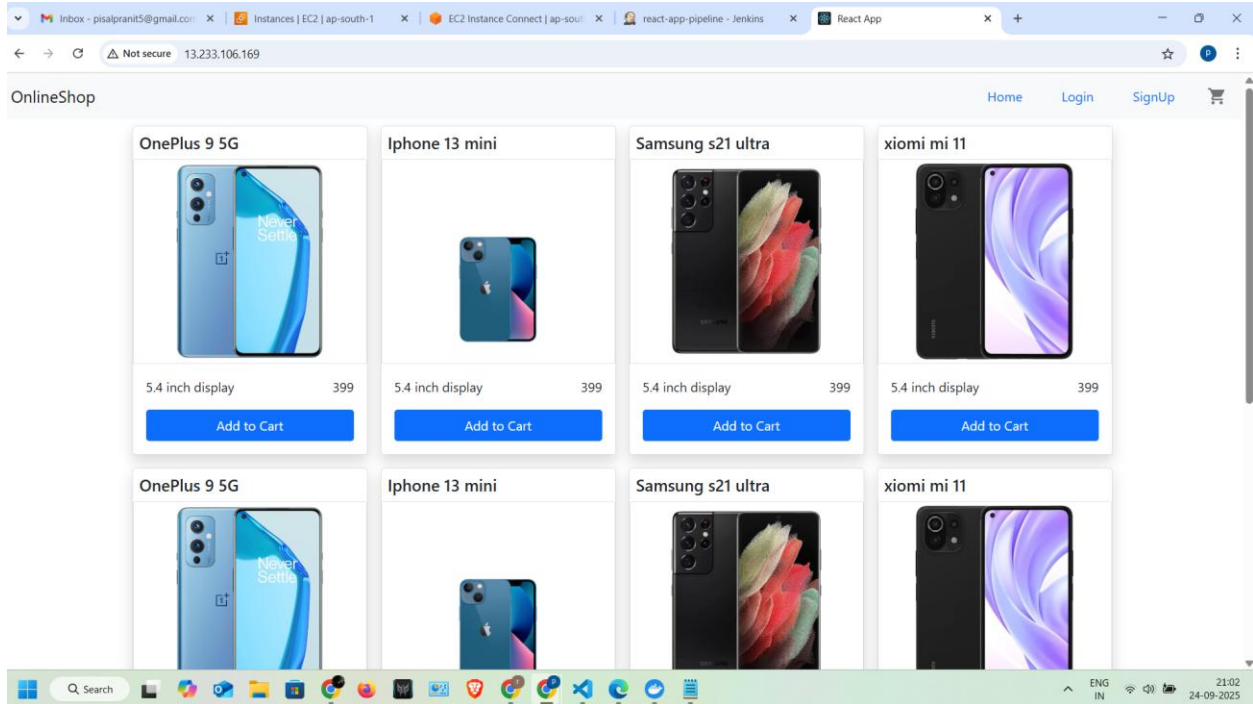 Inbox - pisalpranit5@gmail.com
Instances | EC2 | ap-south-1
EC2 Instance Connect | ap-sout
react-app-pipeline - Jenkins
React App
Not secure 13.233.106.169
P
OnlineShop
Home Login SignUp
OnePlus 9 5G
Iphone 13 mini
Samsung s21 ultra
xiomi mi 11
Never
Settle
5.4 inch display 399
5.4 inch display 399
5.4 inch display 399
5.4 inch display 399
Add to Cart
Add to Cart
Add to Cart
Add to Cart
OnePlus 9 5G
Iphone 13 mini
Samsung s21 ultra
xiomi mi 11
Never
Settle
Search
ENG
IN
21:02
24-09-2025